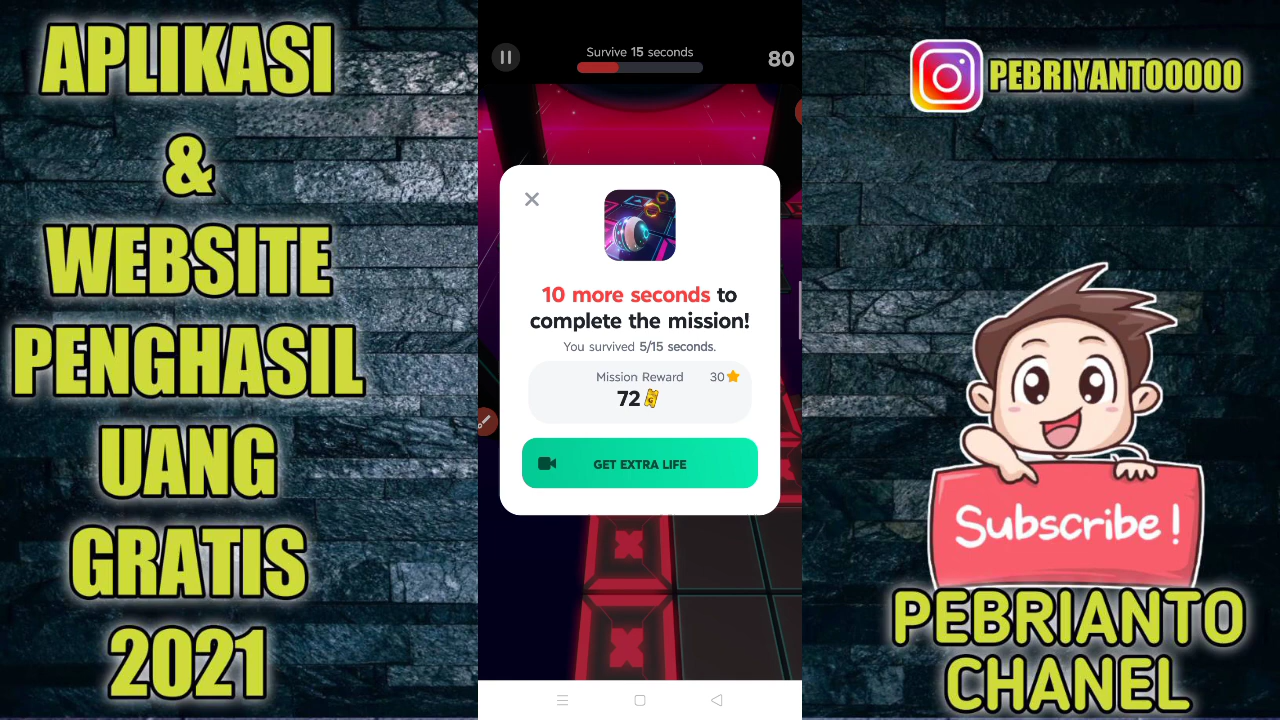 APLIKASI
&
WEBSITE
PENGHASIL
UANG
GRATIS
2021
Survive 15 seconds
80
10 more seconds to
complete the mission!
You survived 5/15 seconds.
Mission Reward 30
72
GET EXTRA LIFE
PEBRIYANTOOOOO
Subscribe!
PEBRIANTO
CHANEL